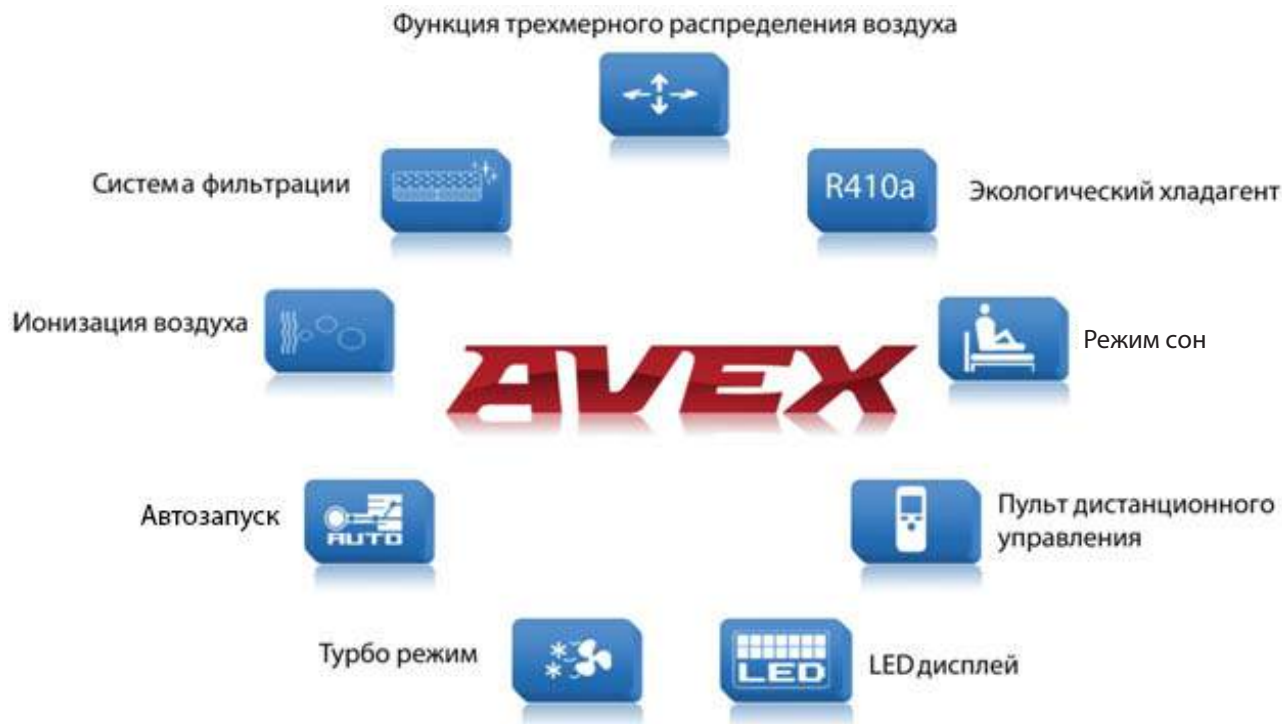 Функция трехмерного распределения воздуха
Система фильтрации
R410a
Экологический хладагент
Ионизация воздуха
AVEX
Режим сон
Автозапуск
AUTO
Пульт дистанционного
управления
Турбо режим
LED
LED дисплей